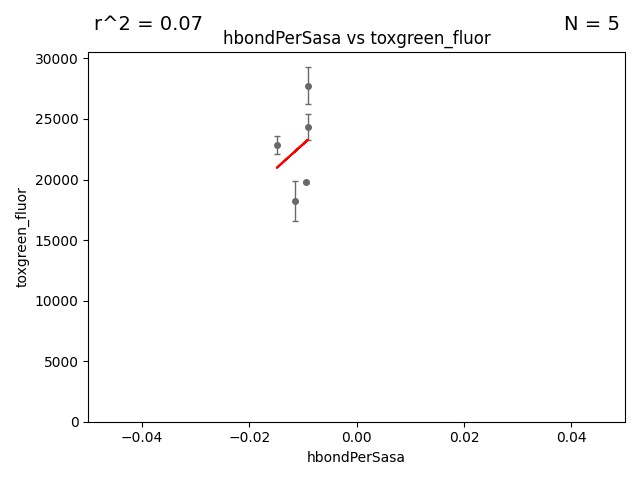 r^2 = 0.07
N = 5
hbondPerSasa vs toxgreen_fluor
30000
25000
20000
15000
10000
5000
0
toxgreen_fluor
−0.04
−0.02
0.00
0.02
0.04
hbondPerSasa